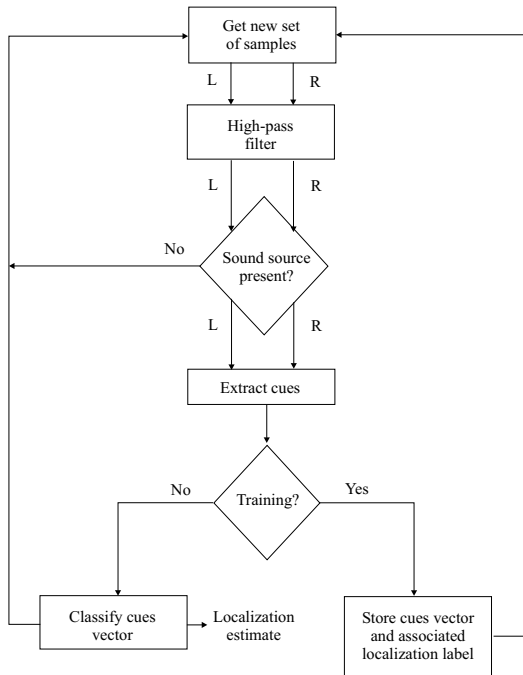 Get new set
of samples
L
R
High-pass
filter
L
R
No
Sound source
present?
L
R
Extract cues
No
Training?
Yes
Classify cues
vector
Localization
estimate
Store cues vector
and associated
localization label